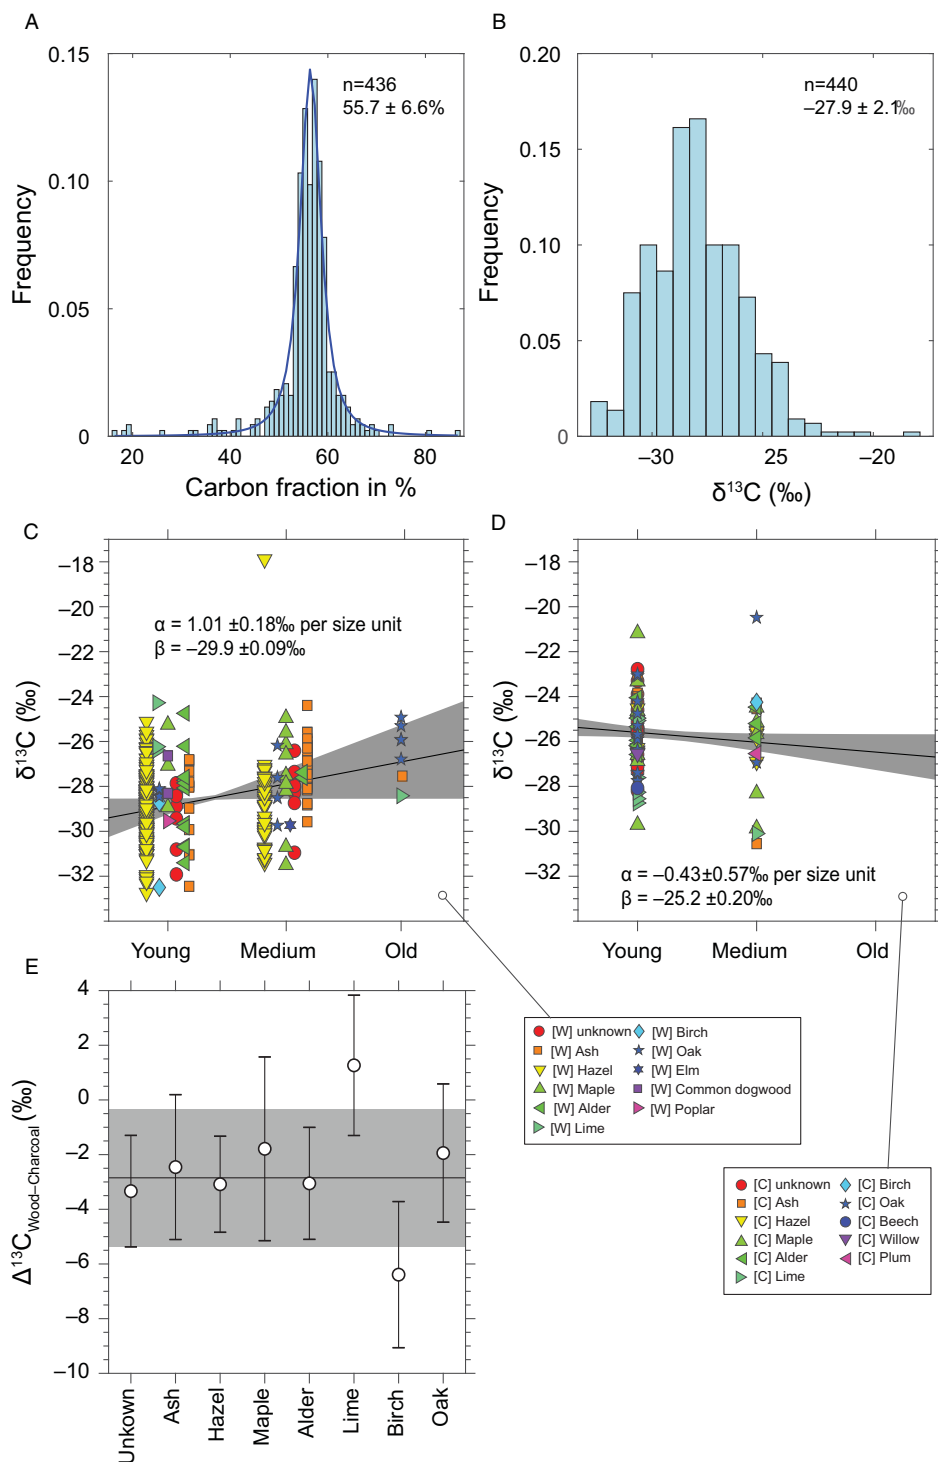 A
0.15
0.10
0.05
0
Frequency
n=436
55.7 ± 6.6%
20
40
60
80
Carbon fraction in %
B
0.20
0.15
0.10
0.05
0
Frequency
n=440
–27.9 ± 2.1‰
–30
25
–20
δ¹³C (‰)
C
–18
–20
–22
–24
–26
–28
–30
–32
δ¹³C (‰)
α = 1.01 ±0.18‰ per size unit
β = –29.9 ±0.09‰
Young
Medium
Old
D
–18
–20
–22
–24
–26
–28
–30
–32
δ¹³C (‰)
α = –0.43±0.57‰ per size unit
β = –25.2 ±0.20‰
Young
Medium
Old
[W] unknown
[W] Ash
[W] Hazel
[W] Maple
[W] Alder
[W] Lime
[W] Birch
[W] Oak
[W] Elm
[W] Common dogwood
[W] Poplar
[C] unknown
[C] Ash
[C] Hazel
[C] Maple
[C] Alder
[C] Lime
[C] Birch
[C] Oak
[C] Beech
[C] Willow
[C] Plum
E
4
2
0
–2
–4
–6
–8
–10
Δ¹³C Wood–Charcoal (‰)
Unkown
Ash
Hazel
Maple
Alder
Lime
Birch
Oak